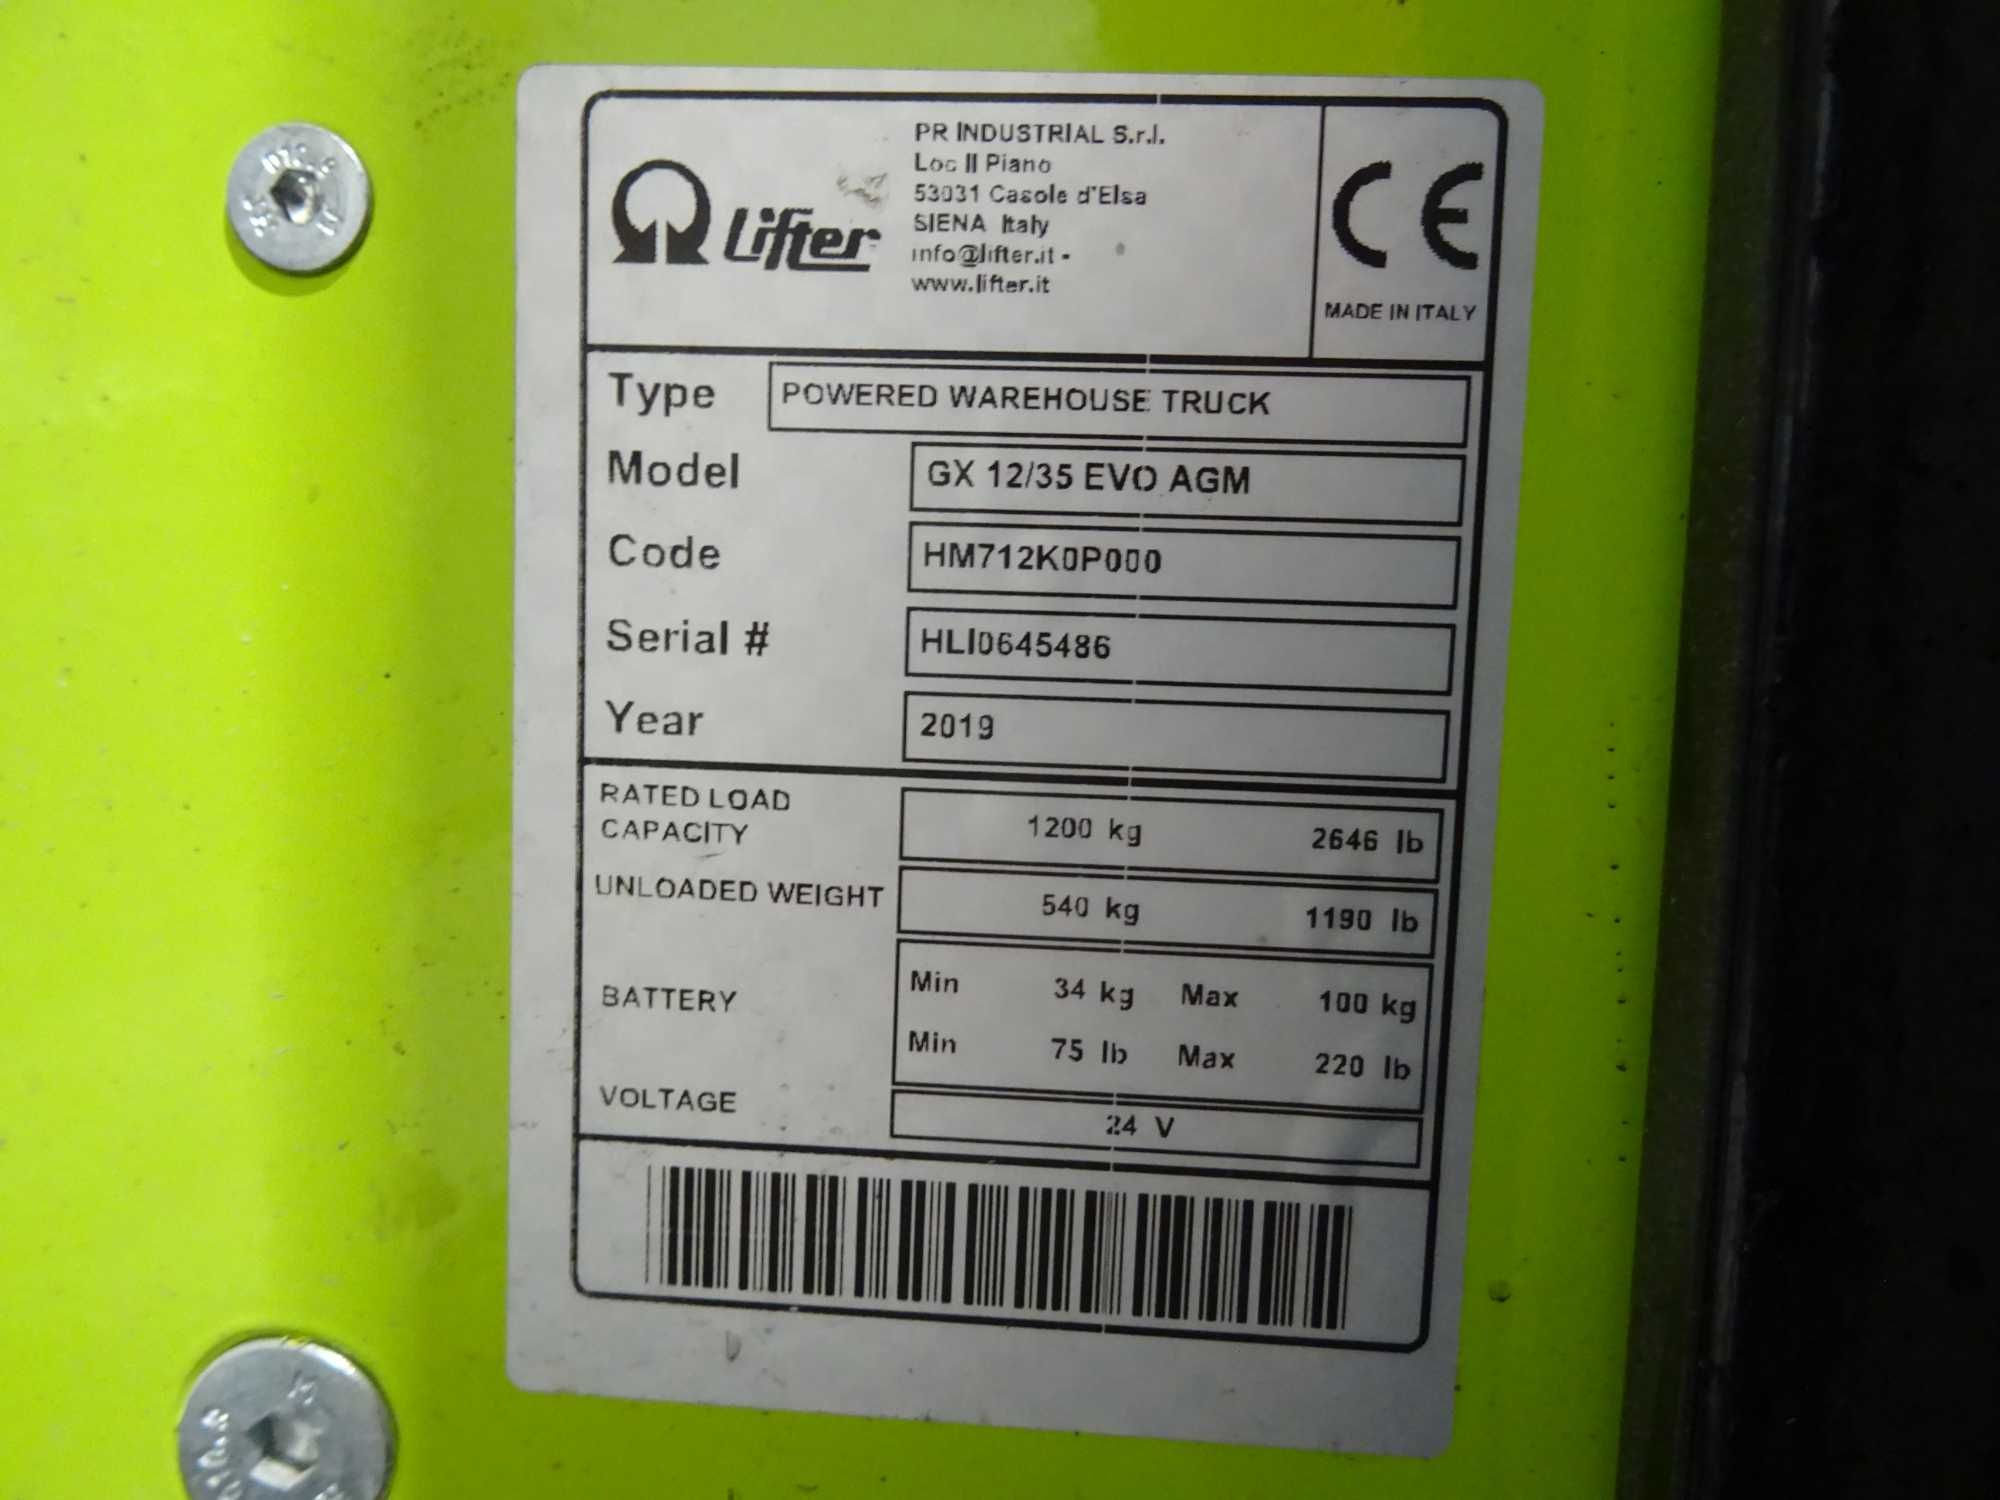 Lifter
PR INDUSTRIAL S.r.l.
Loc Il Piano
53031 Casole d'Elsa
SIENA Italy
info@lifter.it -
www.lifter.it
CE
MADE IN ITALY
Type POWERED WAREHOUSE TRUCK
Model GX 12/35 EVO AGM
Code HM712K0P000
Serial # HLI0645486
Year 2019
RATED LOAD
CAPACITY 1200 kg 2646 lb
UNLOADED WEIGHT 540 kg 1190 lb
BATTERY Min 34 kg Max 100 kg
Min 75 lb Max 220 lb
VOLTAGE 24 V